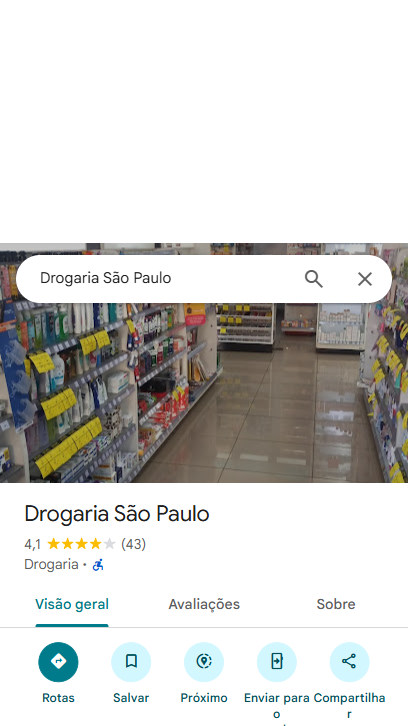 Drogaria São Paulo
Drogaria São Paulo
4,1 (43)
Drogaria •
Visão geral Avaliações Sobre
Rotas Salvar Próximo Enviar para o Compartilhar